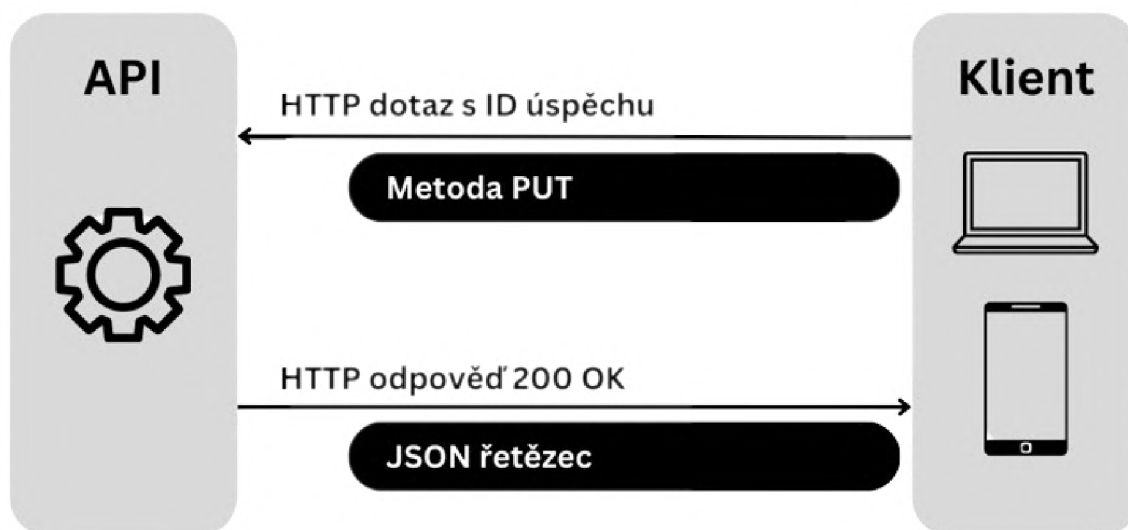 API
Klient
HTTP dotaz s ID úspěchu
Metoda PUT
HTTP odpověď 200 OK
JSON řetězec